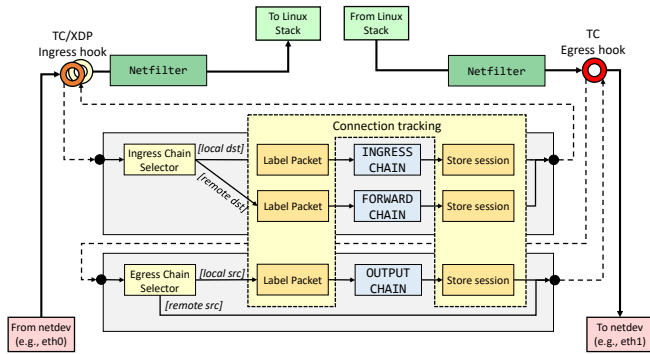 To Linux
Stack
From Linux
Stack
TC/XDP
Ingress hook
TC
Egress hook
Netfilter
Netfilter
Connection tracking
Ingress Chain
Selector
[local dst]
[remote dst]
Label Packet
INGRESS
CHAIN
Store session
Label Packet
FORWARD
CHAIN
Store session
Egress Chain
Selector
[local src]
[remote src]
Label Packet
OUTPUT
CHAIN
Store session
From netdev
(e.g., eth0)
To netdev
(e.g., eth1)